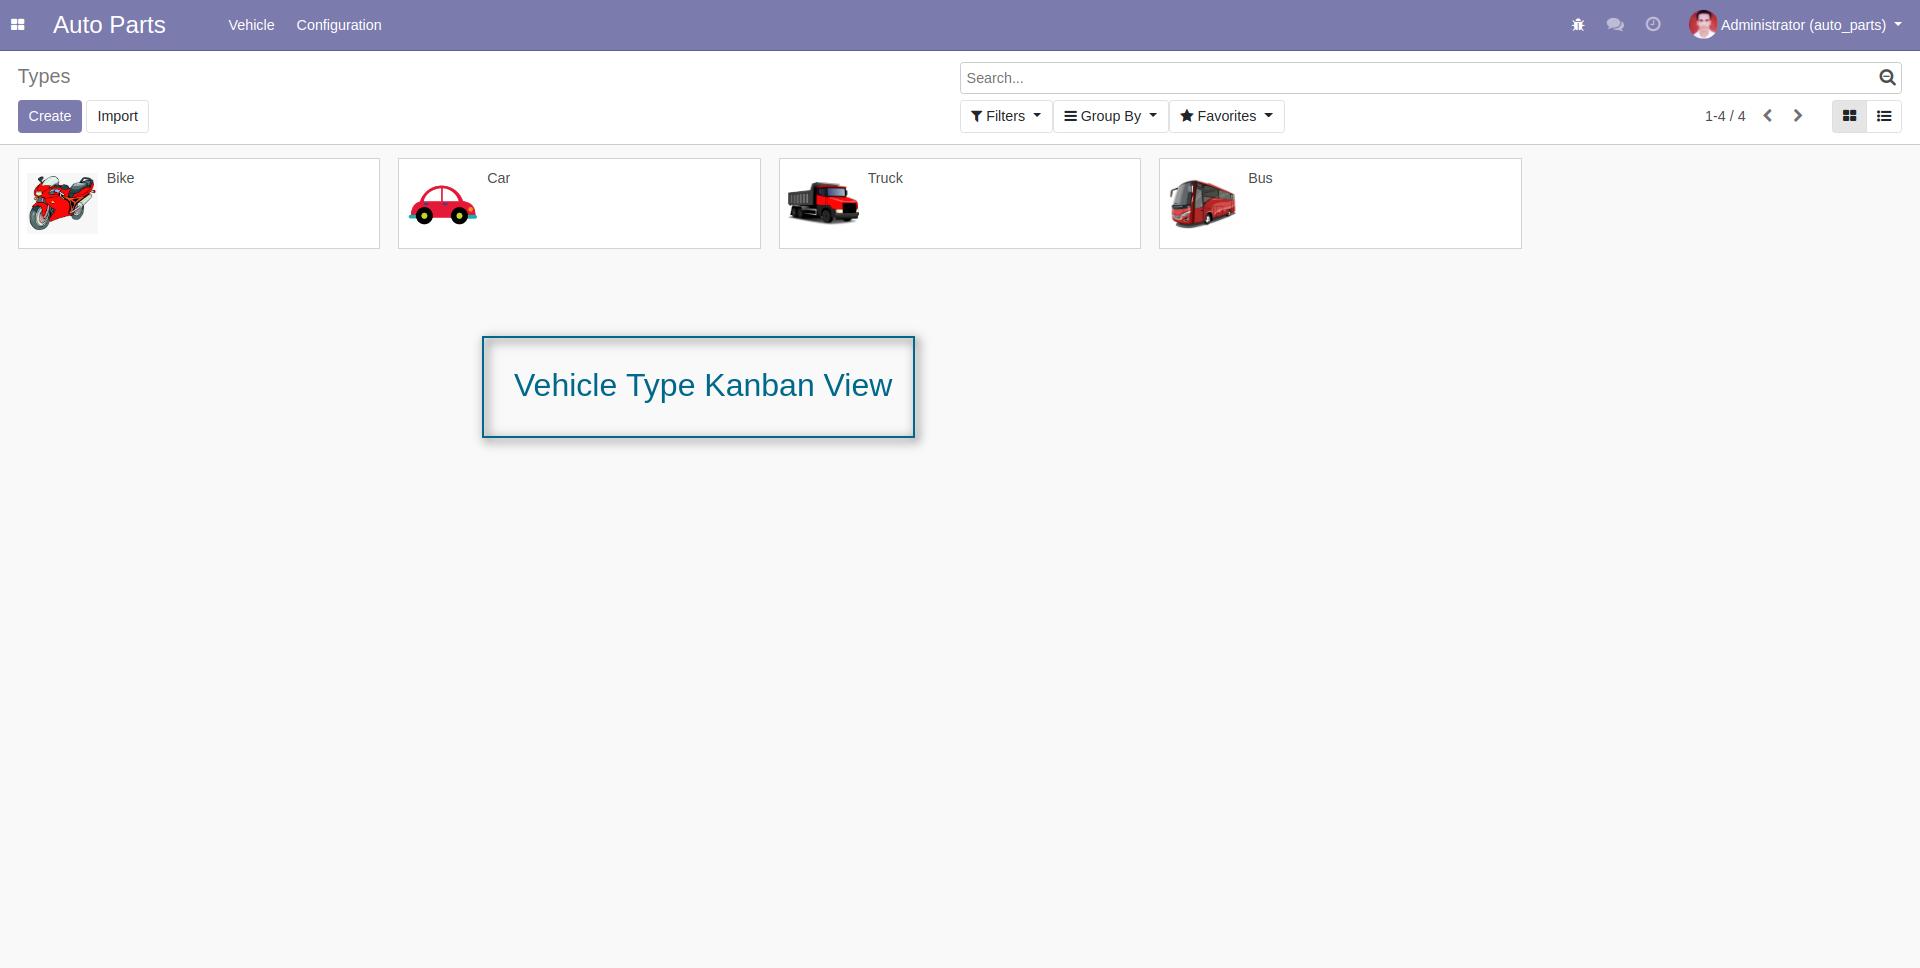 Auto Parts Vehicle Configuration Administrator (auto_parts)
Types
Search...
Create Import Filters Group By Favorites 1-4 / 4
Bike Car Truck Bus
Vehicle Type Kanban View